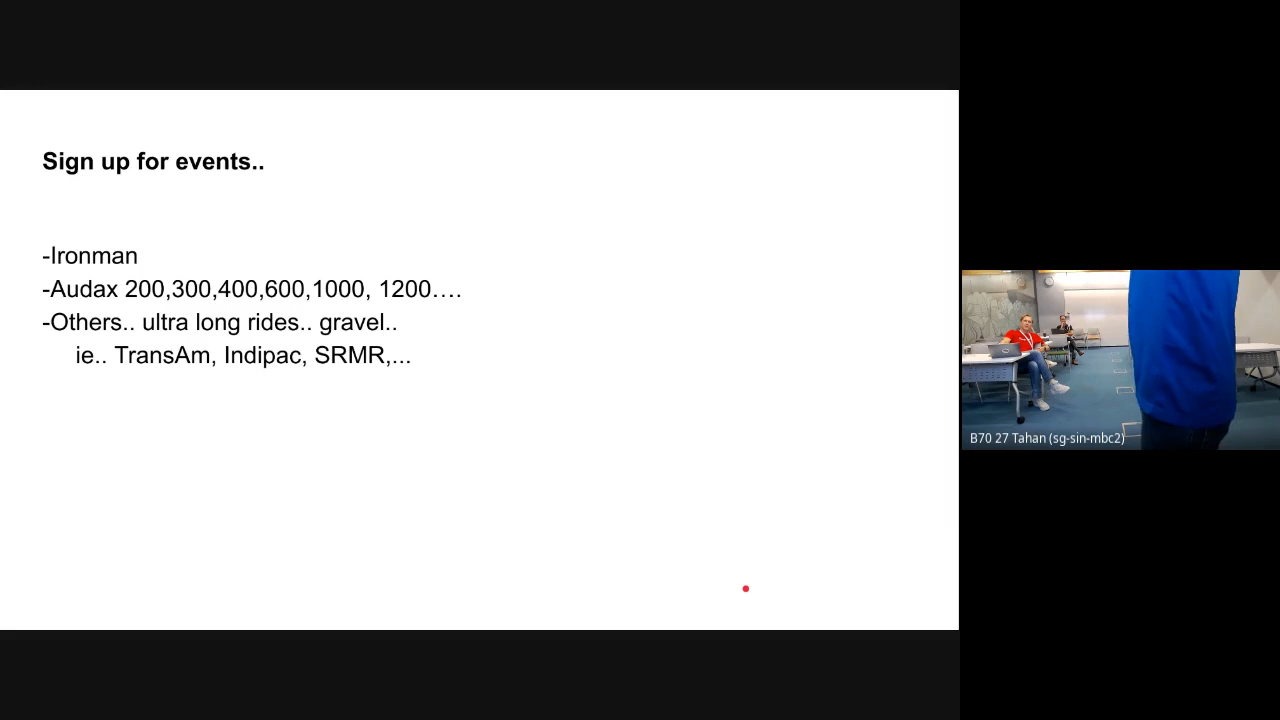 Sign up for events..
-Ironman
-Audax 200,300,400,600,1000, 1200….
-Others.. ultra long rides.. gravel..
ie.. TransAm, Indipac, SRMR,...
B70 27 Tahan (sg-sin-mbc2)